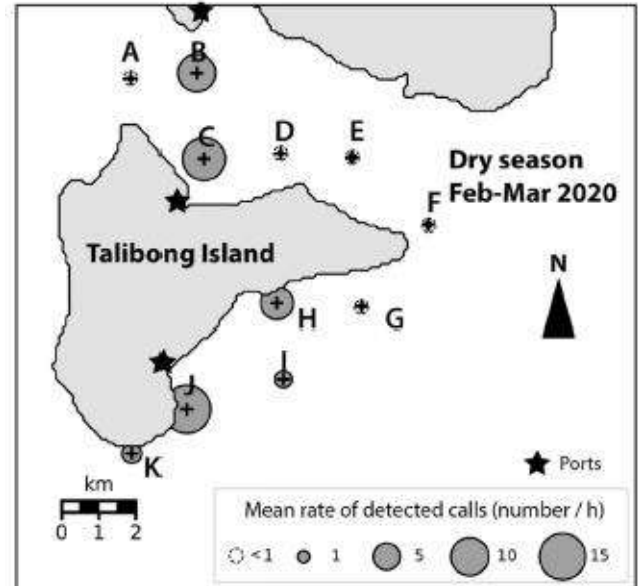 A
B
C
D
E
Dry season
Feb-Mar 2020
F
Talibong Island
N
H
G
I
J
K
Ports
km
0 1 2
Mean rate of detected calls (number / h)
<1 1 5 10 15